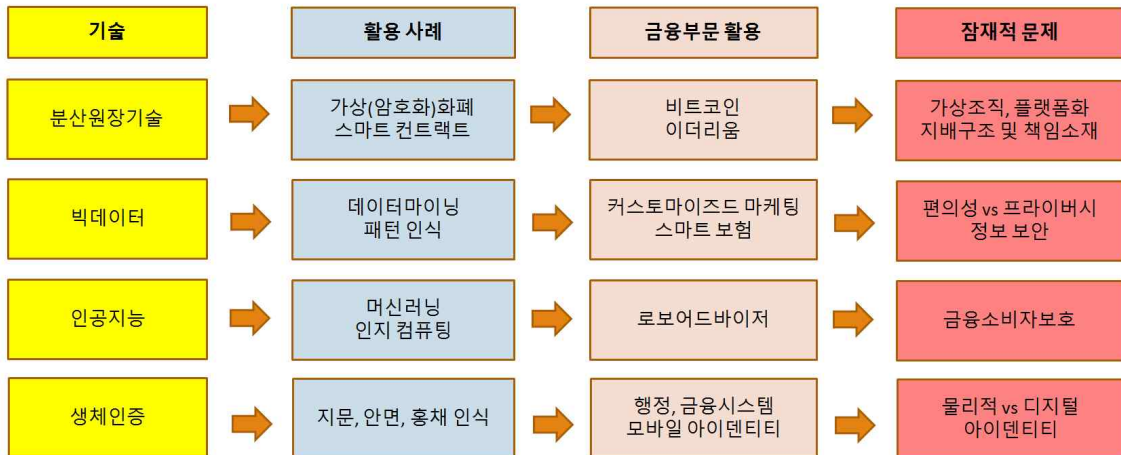 기술
활용 사례
금융부문 활용
잠재적 문제
분산원장기술
가상(암호화)화폐
스마트 컨트랙트
비트코인
이더리움
가상조직, 플랫폼화
지배구조 및 책임소재
빅데이터
데이터마이닝
패턴 인식
커스토마이즈드 마케팅
스마트 보험
편의성 vs 프라이버시
정보 보안
인공지능
머신러닝
인지 컴퓨팅
로보어드바이저
금융소비자보호
생체인증
지문, 안면, 홍채 인식
행정, 금융시스템
모바일 아이덴티티
물리적 vs 디지털
아이덴티티